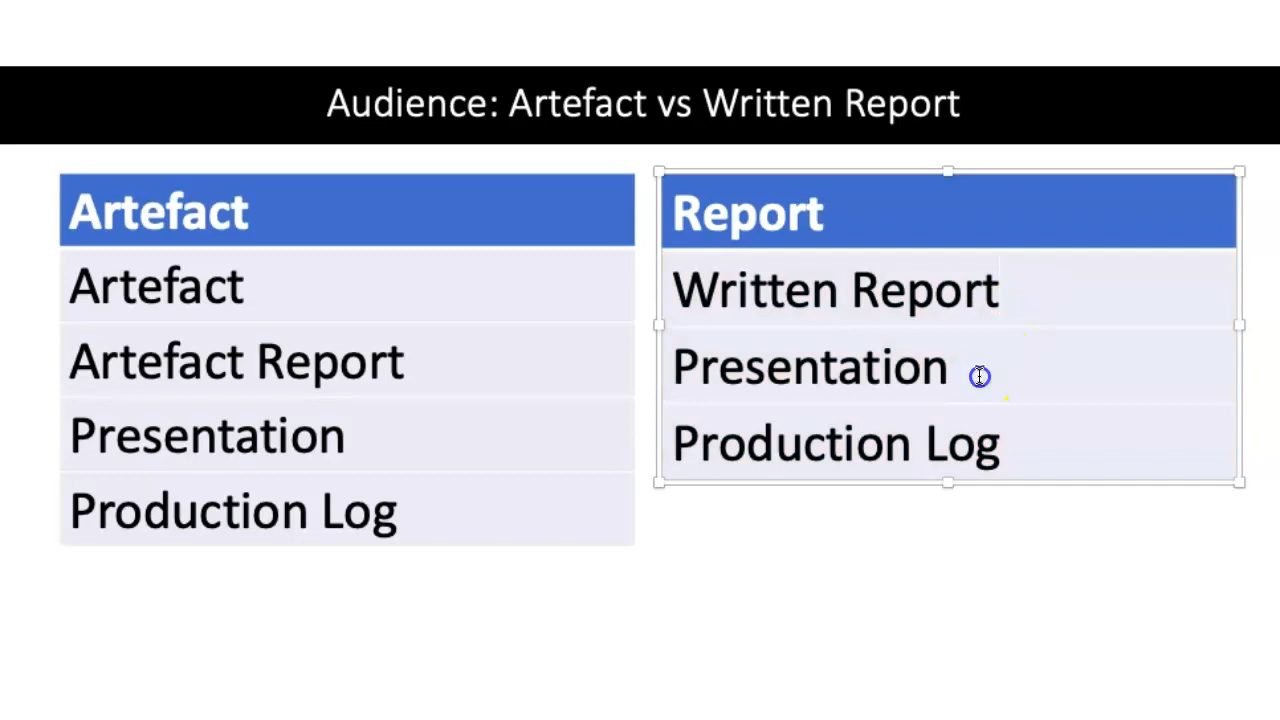 Audience: Artefact vs Written Report
Artefact
Artefact
Artefact Report
Presentation
Production Log
Report
Written Report
Presentation
Production Log